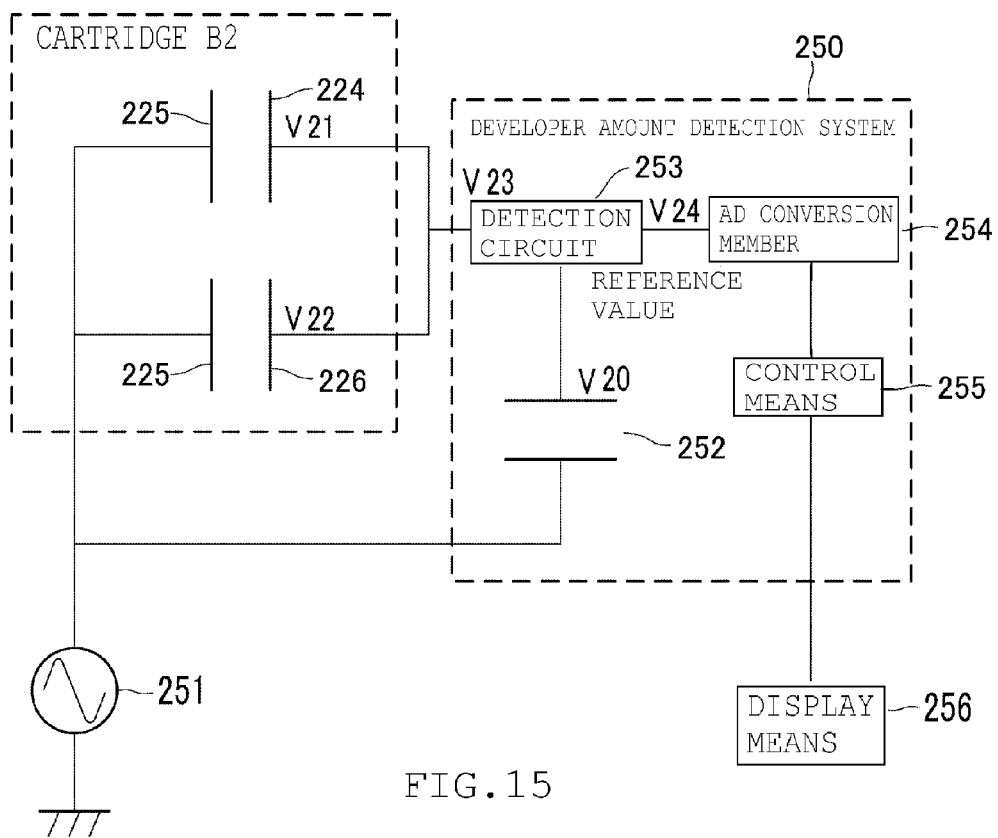 CARTRIDGE B2
250
225
224
V21
DEVELOPER AMOUNT DETECTION SYSTEM
V23
253
DETECTION
CIRCUIT
V24
AD CONVERSION
MEMBER
254
REFERENCE
VALUE
V22
225
226
V20
252
CONTROL
MEANS
255
251
DISPLAY
MEANS
256
FIG.15